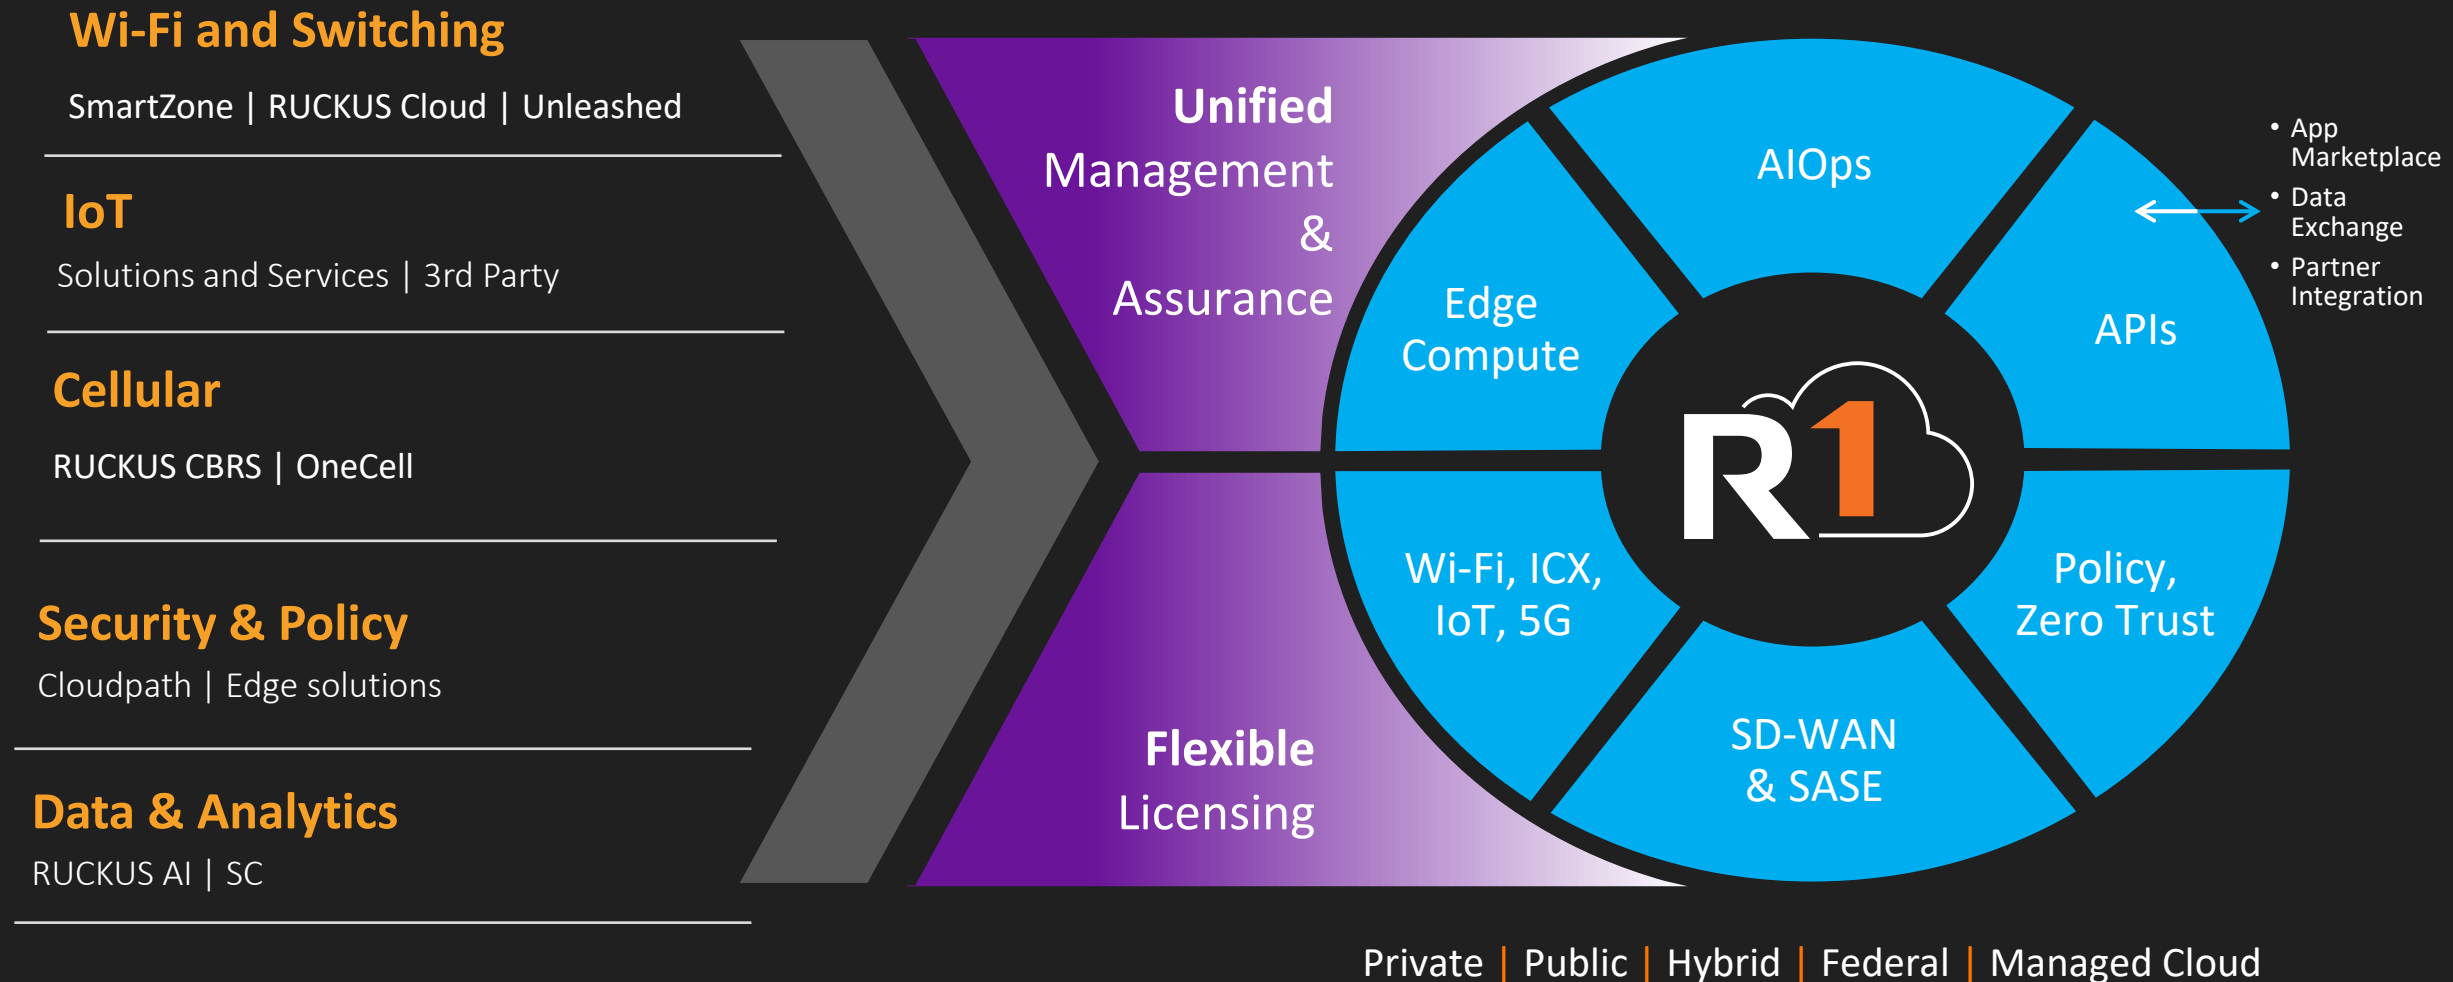 Wi-Fi and Switching
SmartZone | RUCKUS Cloud | Unleashed
IoT
Solutions and Services | 3rd Party
Cellular
RUCKUS CBRS | OneCell
Security & Policy
Cloudpath | Edge solutions
Data & Analytics
RUCKUS AI | SC
Unified
Management
&
Assurance
Flexible
Licensing
AIOps
Edge
Compute
APIs
• App
Marketplace
• Data
Exchange
• Partner
Integration
R1
Wi-Fi, ICX,
IoT, 5G
Policy,
Zero Trust
SD-WAN
& SASE
Private | Public | Hybrid | Federal | Managed Cloud